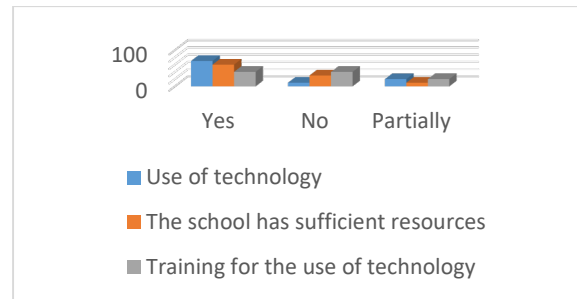 100
0
Yes No Partially
Use of technology
The school has sufficient resources
Training for the use of technology